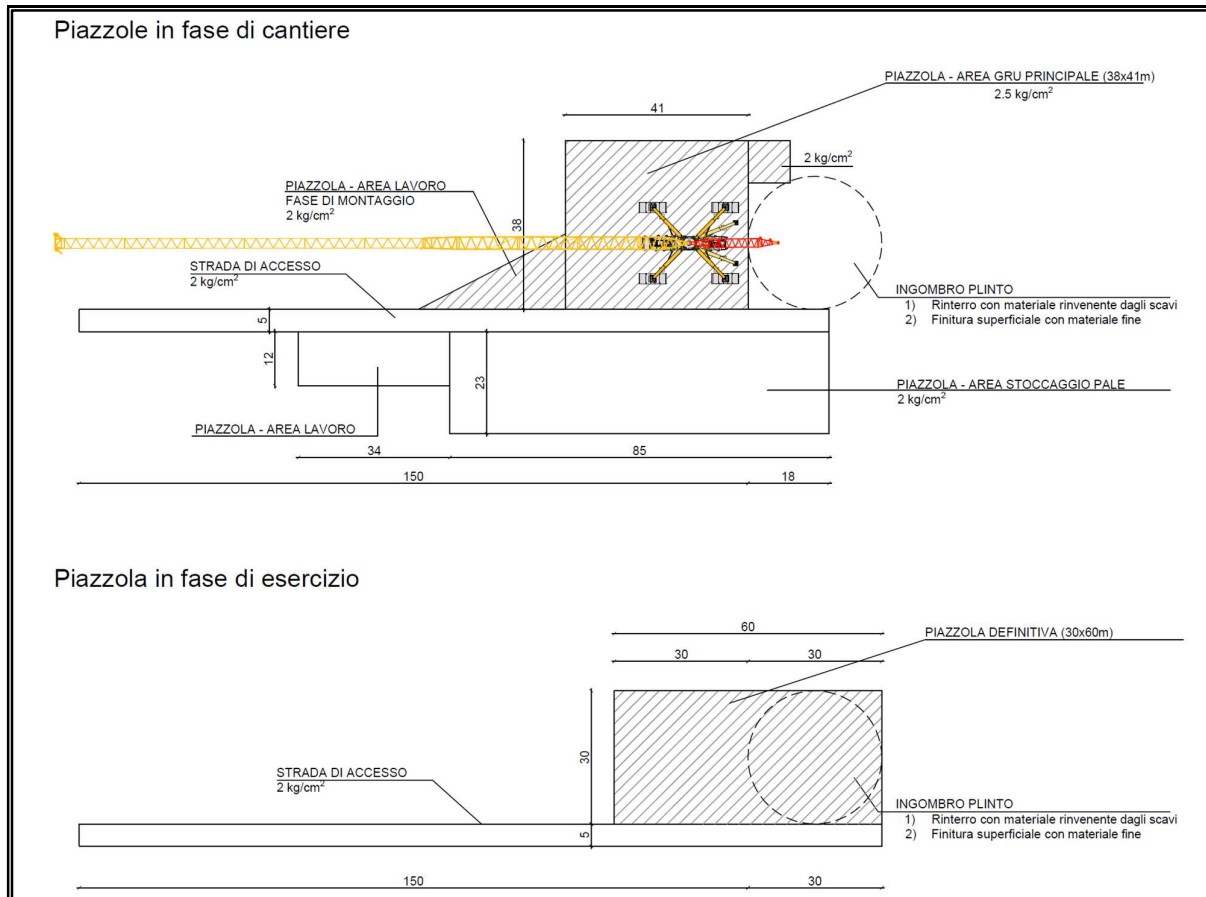 Piazzole in fase di cantiere
PIAZZOLA - AREA GRU PRINCIPALE (38x41m)
2.5 kg/cm²
41
2 kg/cm²
PIAZZOLA - AREA LAVORO
FASE DI MONTAGGIO
2 kg/cm²
38
STRADA DI ACCESSO
2 kg/cm²
INGOMBRO PLINTO
1) Rinterro con materiale rinvenente dagli scavi
2) Finitura superficiale con materiale fine
5
12
23
PIAZZOLA - AREA STOCCAGGIO PALE
2 kg/cm²
PIAZZOLA - AREA LAVORO
34
85
150
18
Piazzola in fase di esercizio
60
PIAZZOLA DEFINITIVA (30x60m)
30
30
30
STRADA DI ACCESSO
2 kg/cm²
INGOMBRO PLINTO
1) Rinterro con materiale rinvenente dagli scavi
2) Finitura superficiale con materiale fine
5
150
30